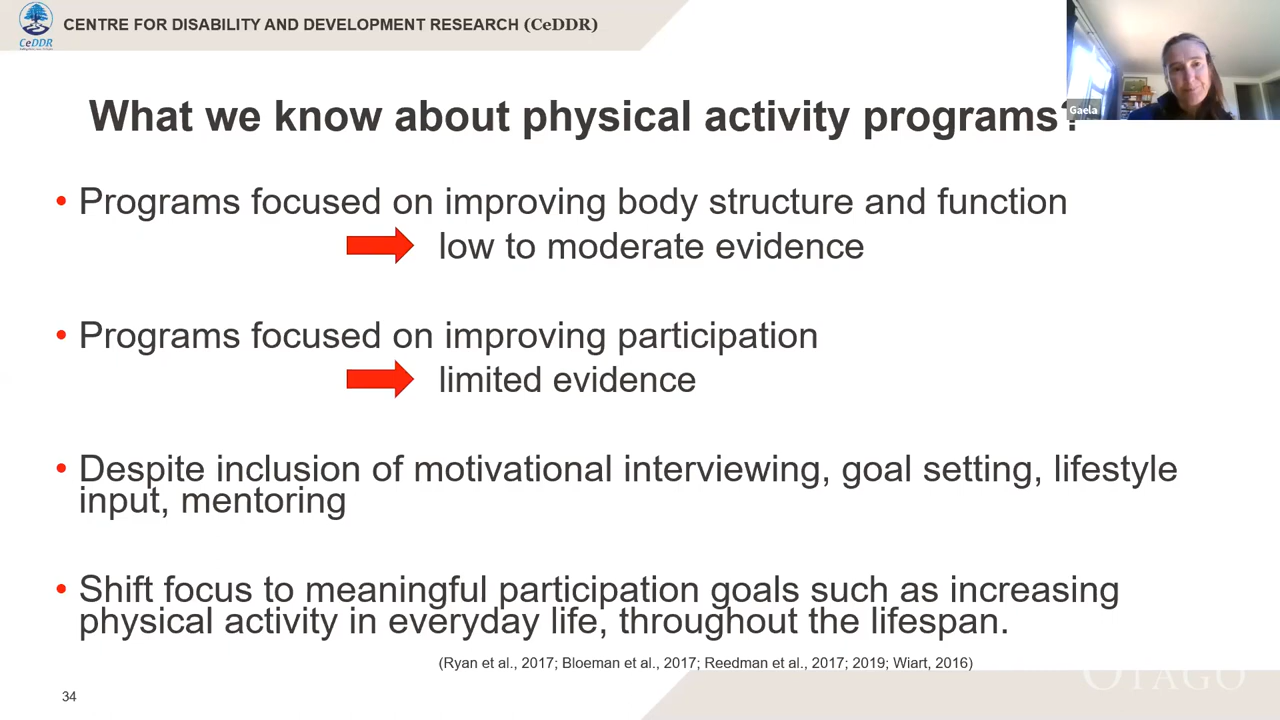 CeDDR
CENTRE FOR DISABILITY AND DEVELOPMENT RESEARCH (CeDDR)
Gaela
What we know about physical activity programs?
• Programs focused on improving body structure and function
low to moderate evidence
• Programs focused on improving participation
limited evidence
• Despite inclusion of motivational interviewing, goal setting, lifestyle
input, mentoring
• Shift focus to meaningful participation goals such as increasing
physical activity in everyday life, throughout the lifespan.
(Ryan et al., 2017; Bloeman et al., 2017; Reedman et al., 2017; 2019; Wiart, 2016)
OTAGO
34